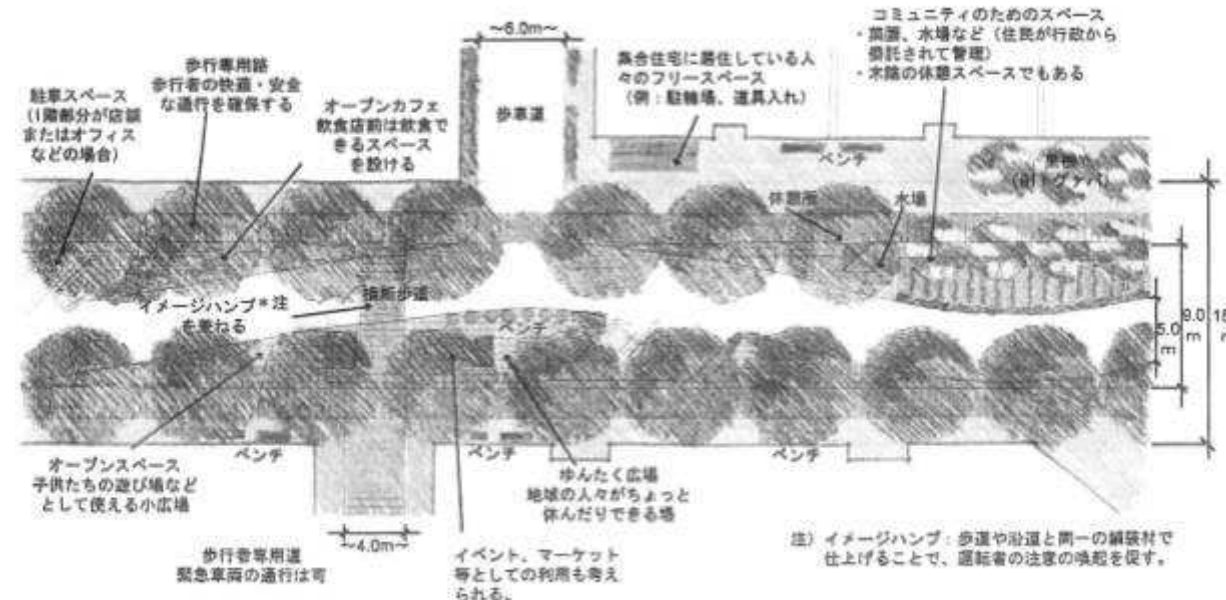 コミュニティのためのスペース
・菜園、水場など（住民が行政から
委託されて管理）
・木陰の休憩スペースでもある
〜6.0m〜
集合住宅に居住している人
々のフリースペース
（例：駐輪場、道具入れ）
歩行専用路
歩行者の快適・安全
な通行を確保する
駐車スペース
（1階部分が店舗
またはオフィス
などの場合）
オープンカフェ
飲食店前は飲食で
きるスペース
を設ける
歩車道
ベンチ
（例：グァバ）
休憩所
水場
イメージハンプ*注
を兼ねる
横断歩道
ベンチ
5.0
m
9.0
m
ベンチ
ベンチ
ベンチ
オープンスペース
子供たちの遊び場など
として使える小広場
ゆんたく広場
地域の人々がちょっと
休んだりできる場
〜4.0m〜
歩行者専用道
緊急車両の通行は可
イベント、マーケット
等としての利用も考え
られる。
注）イメージハンプ：歩道や沿道と同一の舗装材で
仕上げることで、運転者の注意の喚起を促す。